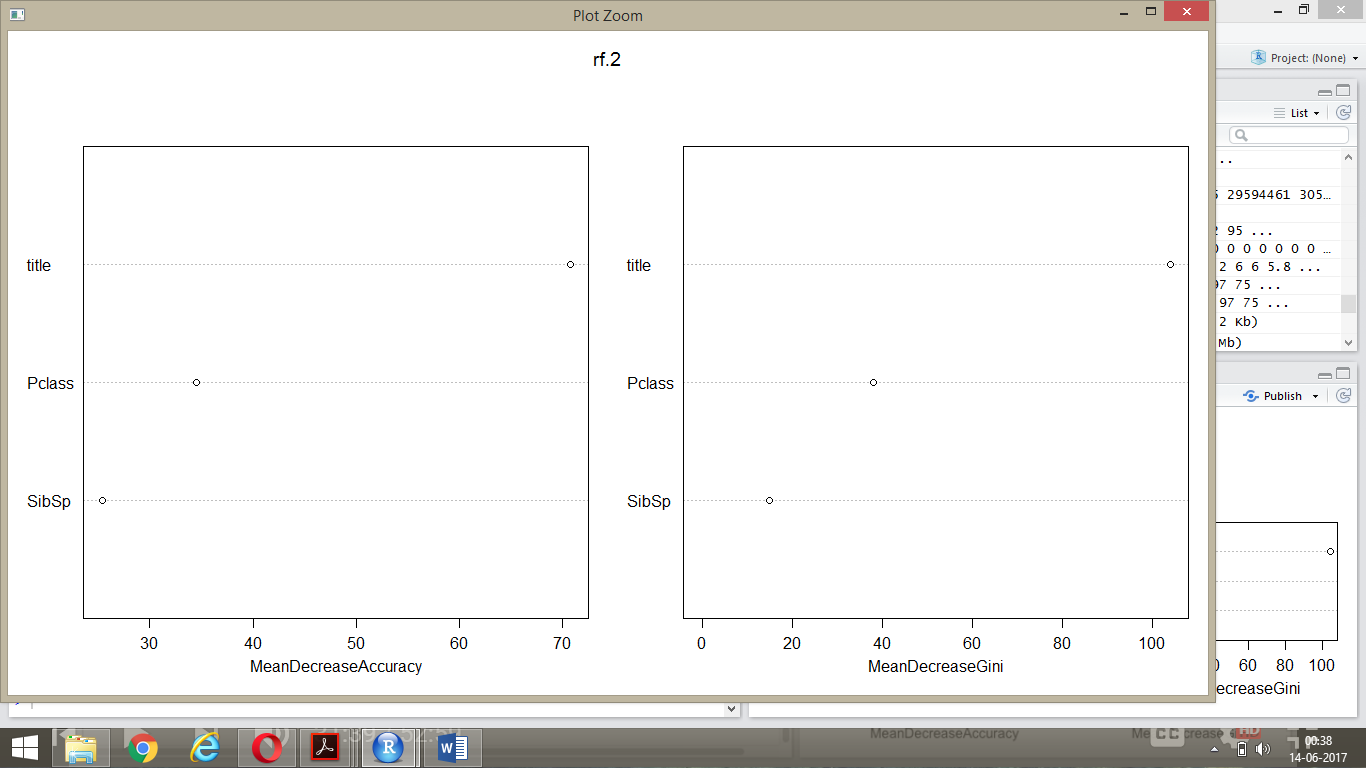 Plot Zoom
rf.2
title
Pclass
SibSp
30 40 50 60 70
MeanDecreaseAccuracy
title
Pclass
SibSp
0 20 40 60 80 100
MeanDecreaseGini
Project: (None)
List
..
29594461 305…
95 ...
0 0 0 0 0 0 …
2 6 6 5.8 ...
97 75 ...
97 75 ...
2 Kb)
Mb)
Publish
60 80 100
ecreaseGini
MeanDecreaseAccuracy
CC
HD
00:38
14-06-2017